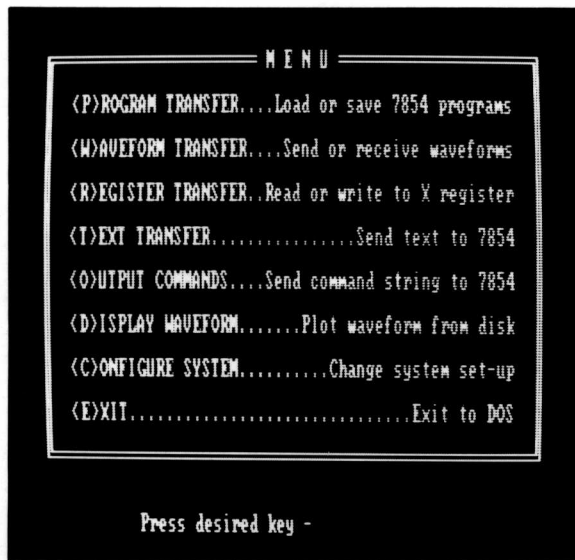 MENU
<P>ROGRAM TRANSFER....Load or save 7854 programs
<W>AVEFORM TRANSFER....Send or receive waveforms
<R>EGISTER TRANSFER..Read or write to X register
<T>EXT TRANSFER................Send text to 7854
<O>UTPUT COMMANDS....Send command string to 7854
<D>ISPLAY WAVEFORM.......Plot waveform from disk
<C>ONFIGURE SYSTEM..........Change system set-up
<E>XIT...............................Exit to DOS
Press desired key -